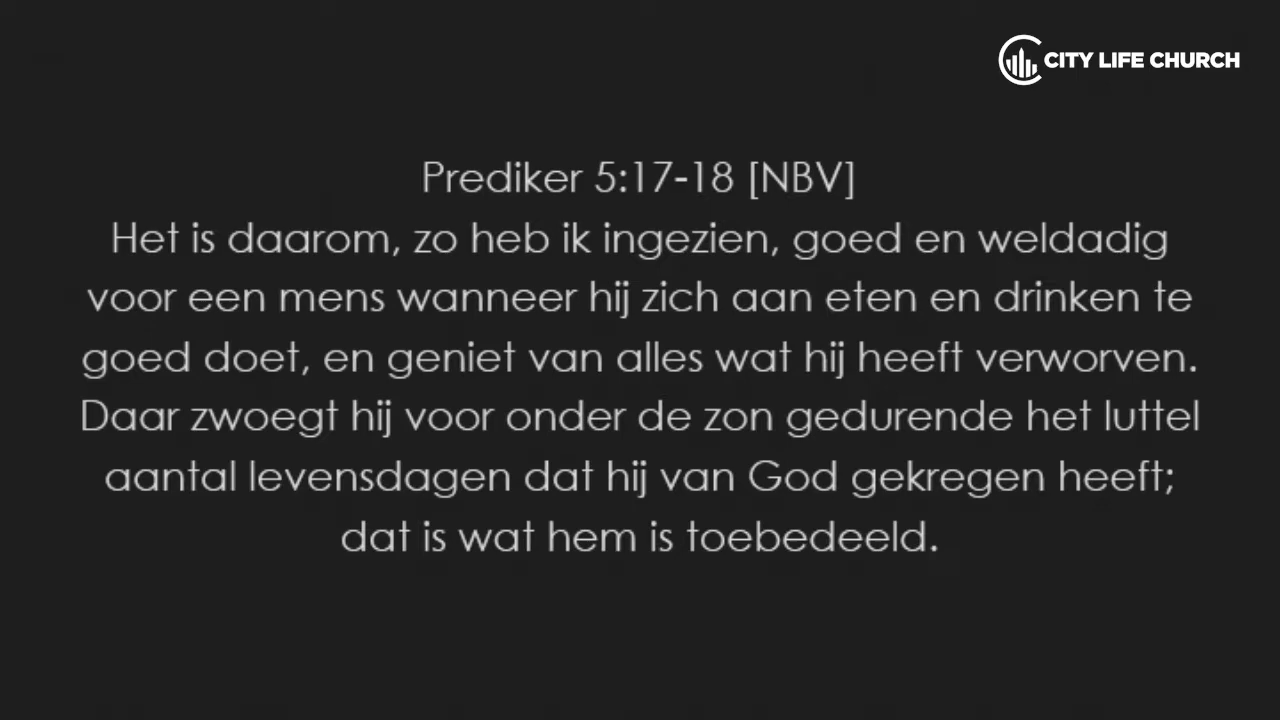 CITY LIFE CHURCH
Prediker 5:17-18 [NBV]
Het is daarom, zo heb ik ingezien, goed en weldadig
voor een mens wanneer hij zich aan eten en drinken te
goed doet, en geniet van alles wat hij heeft verworven.
Daar zwoegt hij voor onder de zon gedurende het luttel
aantal levensdagen dat hij van God gekregen heeft;
dat is wat hem is toebedeeld.